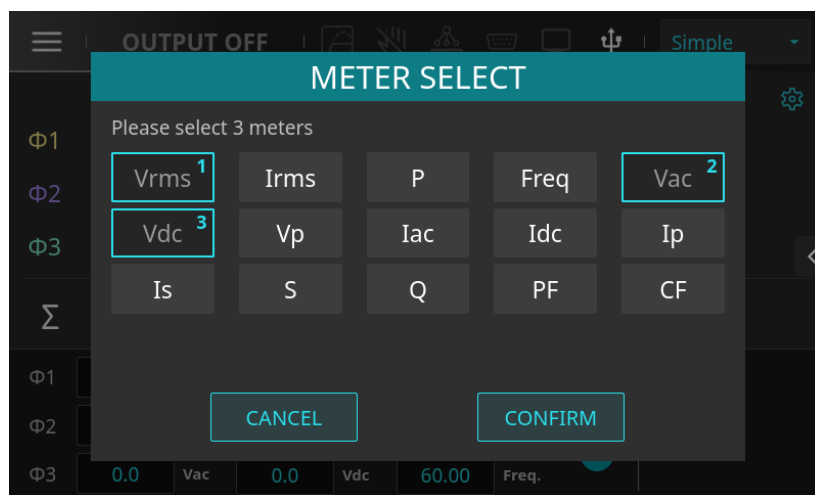 OUTPUT OFF Simple
METER SELECT
Please select 3 meters
Φ1
Vrms 1 Irms P Freq Vac 2
Φ2
Vdc 3 Vp Iac Idc Ip
Φ3
Is S Q PF CF
Σ
Φ1
CANCEL CONFIRM
Φ2
Φ3 0.0 Vac 0.0 Vdc 60.00 Freq.